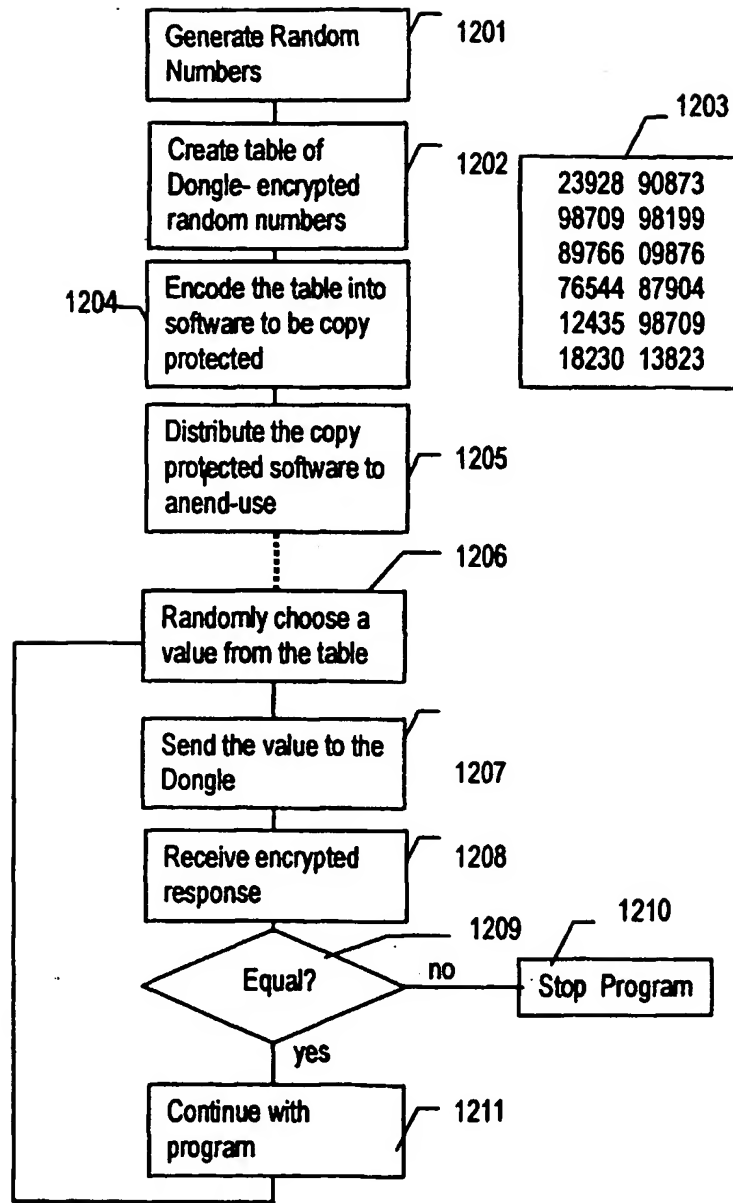 Generate Random
Numbers
1201
Create table of
Dongle- encrypted
random numbers
1202
1203
23928 90873
98709 98199
89766 09876
76544 87904
12435 98709
18230 13823
1204
Encode the table into
software to be copy
protected
Distribute the copy
protected software to
anend-use
1205
1206
Randomly choose a
value from the table
Send the value to the
Dongle
1207
Receive encrypted
response
1208
1209
Equal?
no
1210
Stop Program
yes
Continue with
program
1211